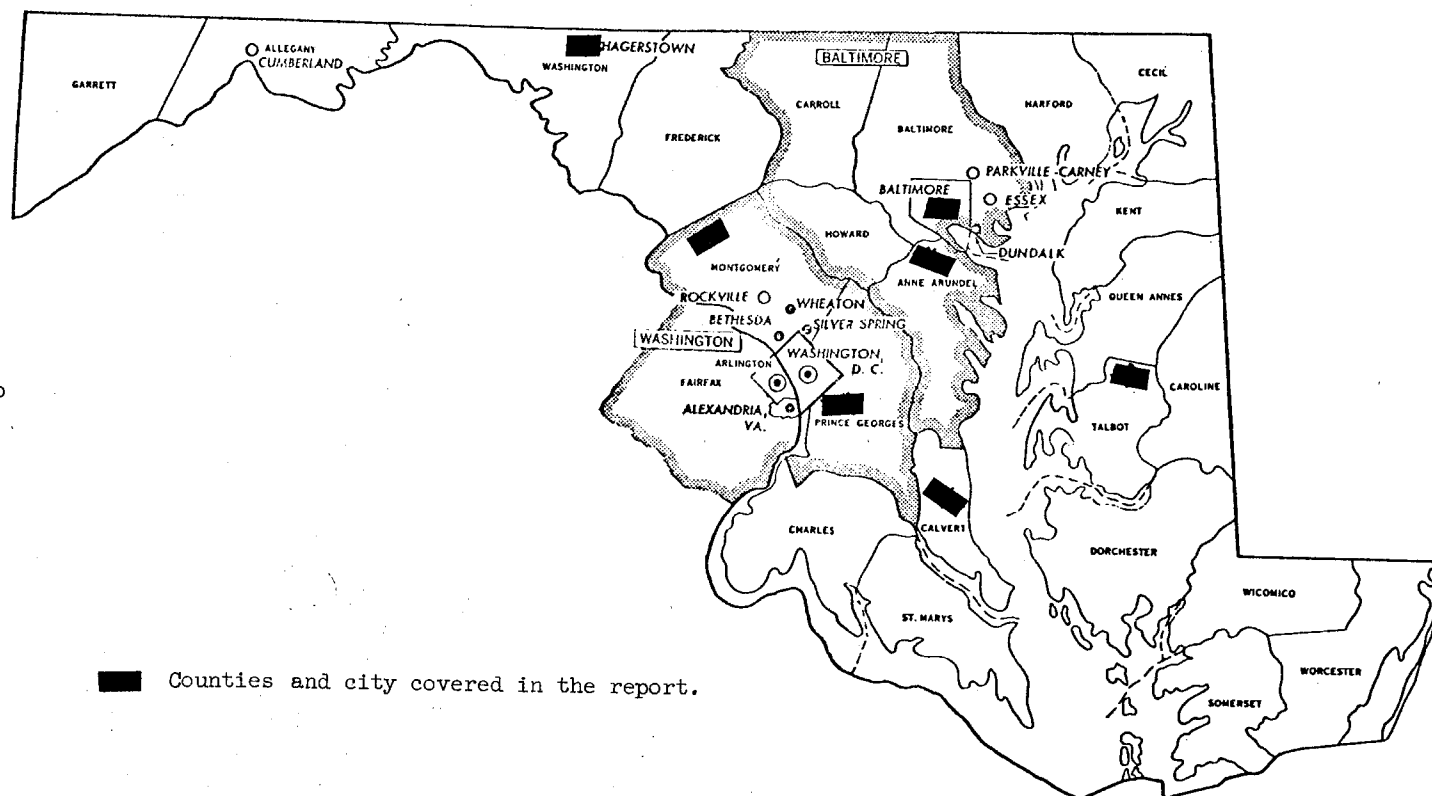 GARRETT
ALLEGANY
CUMBERLAND
HAGERSTOWN
WASHINGTON
FREDERICK
BALTIMORE
CARROLL
BALTIMORE
HARFORD
CECIL
PARKVILLE-CARNEY
BALTIMORE
ESSEX
KENT
HOWARD
DUNDALK
MONTGOMERY
ANNE ARUNDEL
QUEEN ANNES
ROCKVILLE
WHEATON
BETHESDA
SILVER SPRING
WASHINGTON
WASHINGTON,
D. C.
ARLINGTON
FAIRFAX
CAROLINE
ALEXANDRIA,
VA.
PRINCE GEORGES
TALBOT
CALVERT
CHARLES
DORCHESTER
WICOMICO
ST. MARYS
WORCESTER
SOMERSET
Counties and city covered in the report.